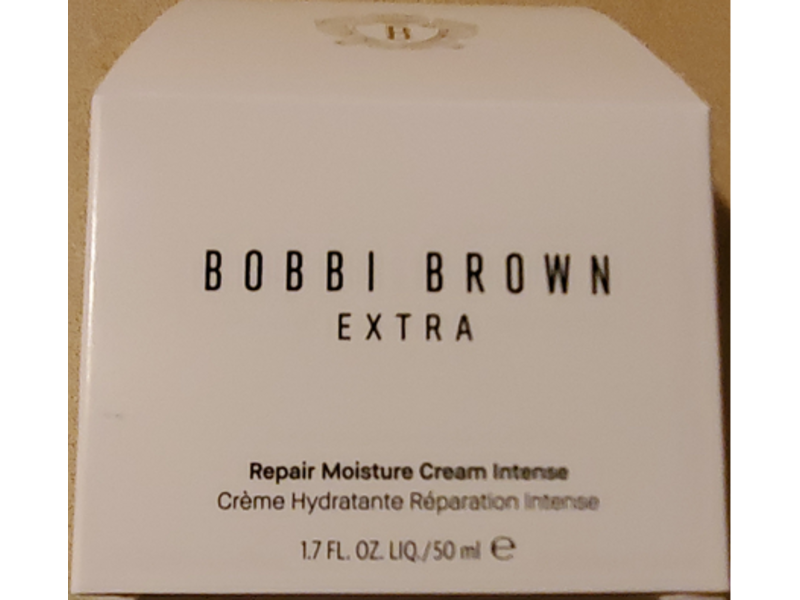 B
BOBBI BROWN
EXTRA
Repair Moisture Cream Intense
Crème Hydratante Réparation Intense
1.7 FL. OZ. LIQ./50 ml ℮